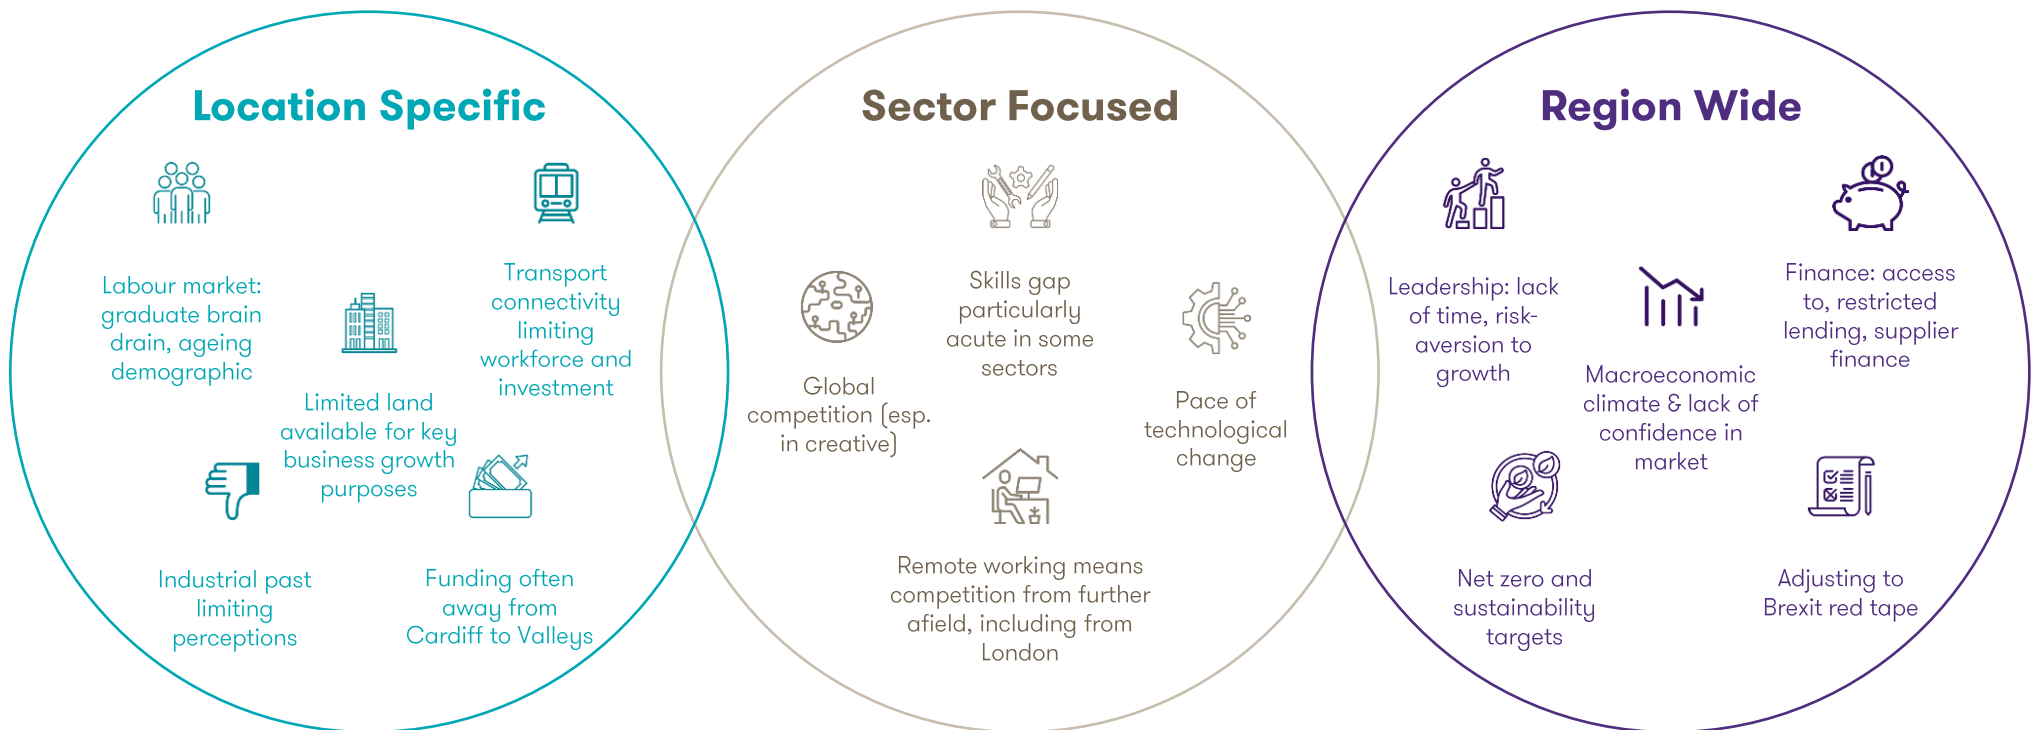 Location Specific
Labour market:
graduate brain
drain, ageing
demographic
Transport
connectivity
limiting
workforce and
investment
Limited land
available for key
business growth
purposes
Industrial past
limiting
perceptions
Funding often
away from
Cardiff to Valleys
Sector Focused
Skills gap
particularly
acute in some
sectors
Global
competition (esp.
in creative)
Pace of
technological
change
Remote working means
competition from further
afield, including from
London
Region Wide
Leadership: lack
of time, risk-
aversion to
growth
Finance: access
to, restricted
lending, supplier
finance
Macroeconomic
climate & lack of
confidence in
market
Net zero and
sustainability
targets
Adjusting to
Brexit red tape